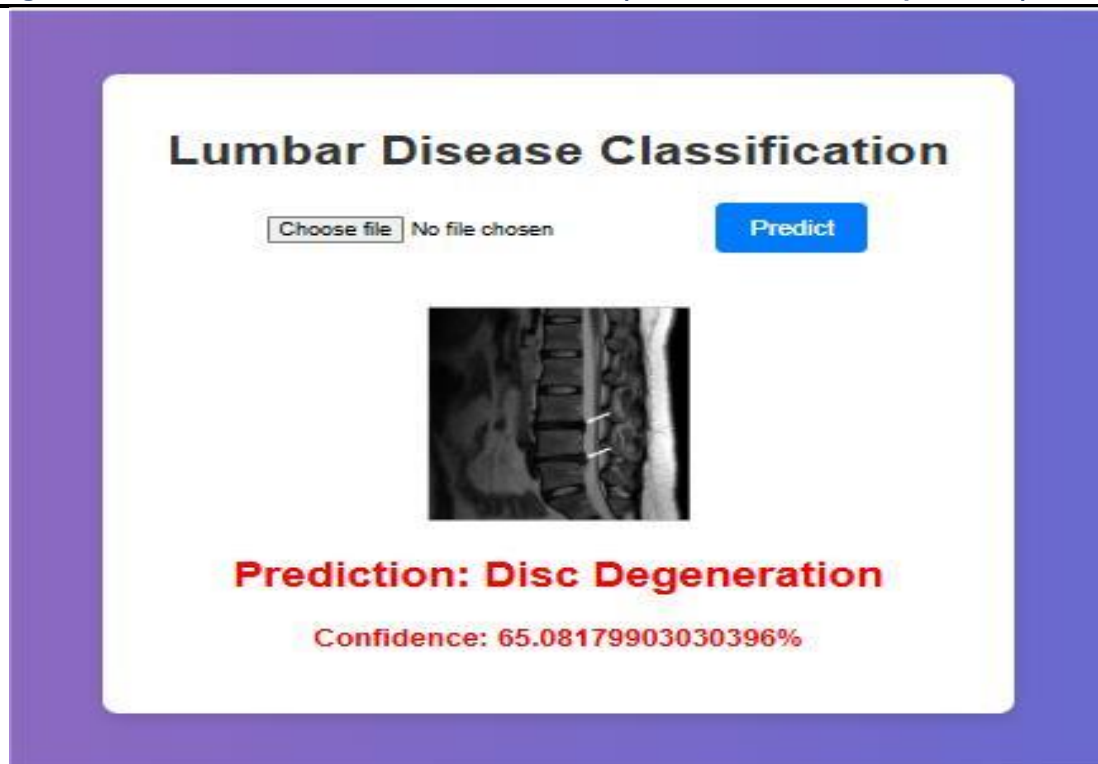 Lumbar Disease Classification
Choose file No file chosen Predict
Prediction: Disc Degeneration
Confidence: 65.08179903030396%